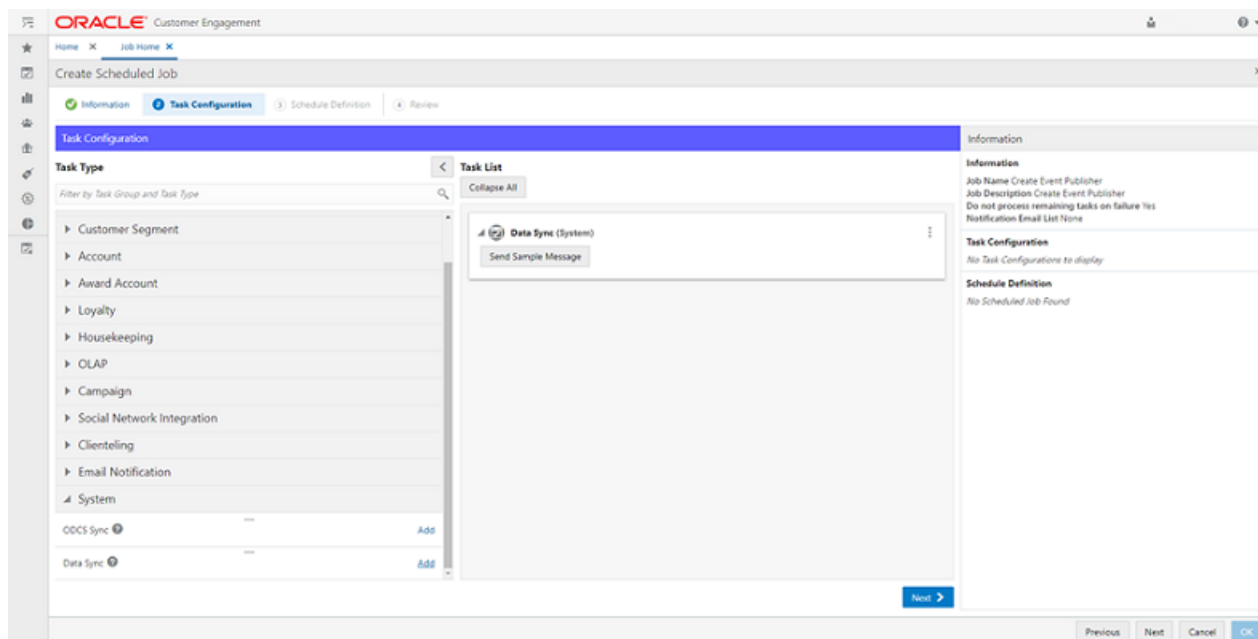 ORACLE Customer Engagement
Home Job Home
Create Scheduled Job
Information 2 Task Configuration 3 Schedule Definition 4 Review
Task Configuration
Task Type
Filter by Task Group and Task Type
Customer Segment
Account
Award Account
Loyalty
Housekeeping
OLAP
Campaign
Social Network Integration
Clienteling
Email Notification
System
ODCS Sync Add
Data Sync Add
Task List
Collapse All
Data Sync (System)
Send Sample Message
Next
Information
Information
Job Name Create Event Publisher
Job Description Create Event Publisher
Do not process remaining tasks on failure Yes
Notification Email List None
Task Configuration
No Task Configurations to display
Schedule Definition
No Scheduled Job Found
Previous Next Cancel OK